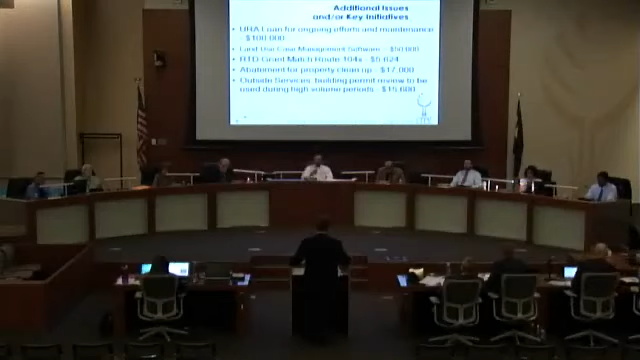 Additional Issues
and/or Key Initiatives
• URA Loan for ongoing efforts and maintenance
$100,000
• Land Use Case Management Software - $50,000
• RTD Grant Match Route 104x - $5,624
• Abatement for property clean up - $17,000
• Outside Services: building permit review to be
used during high volume periods - $15,600